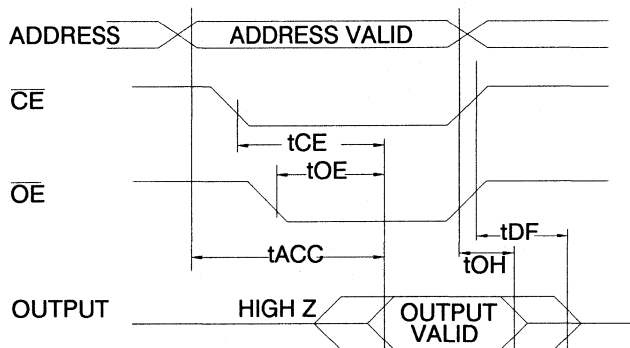 ADDRESS ADDRESS VALID
CE
tCE
tOE
OE
tDF
tACC
tOH
OUTPUT HIGH Z OUTPUT
VALID